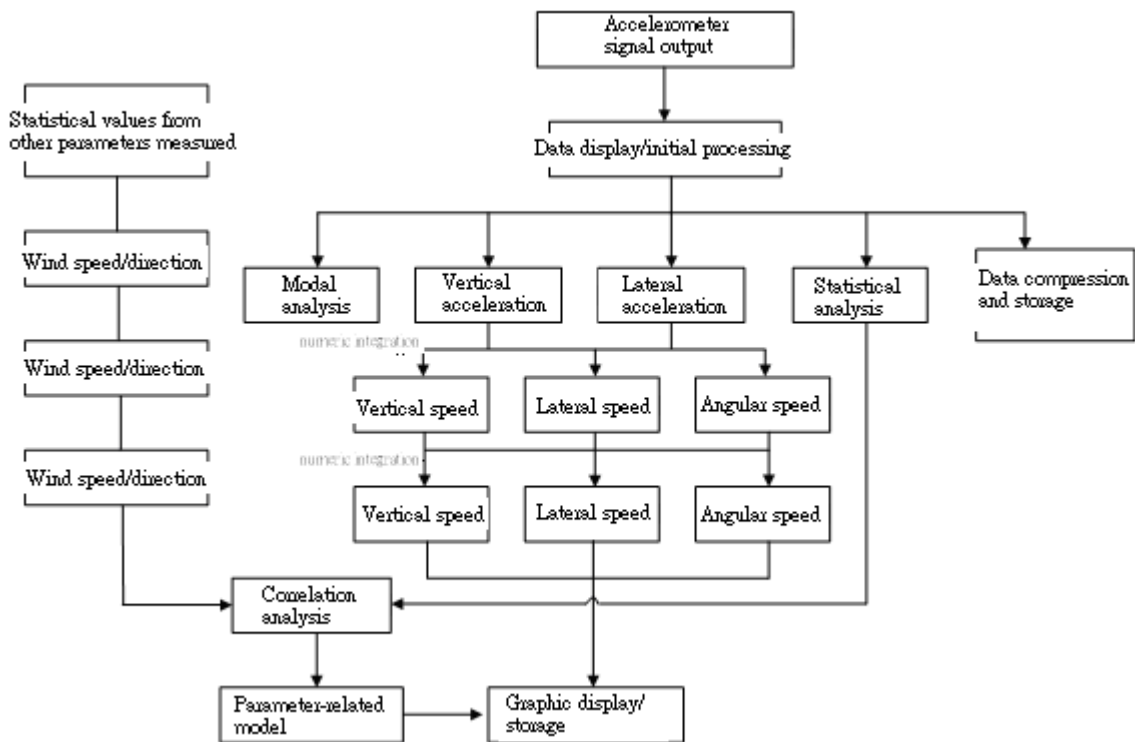 Accelerometer
signal output
Statistical values from
other parameters measured
Data display/initial processing
Wind speed/direction
Modal
analysis
Vertical
acceleration
Lateral
acceleration
Statistical
analysis
Data compression
and storage
numeric integration
Wind speed/direction
Vertical speed
Lateral speed
Angular speed
numeric integration
Wind speed/direction
Vertical speed
Lateral speed
Angular speed
Correlation
analysis
Parameter-related
model
Graphic display/
storage